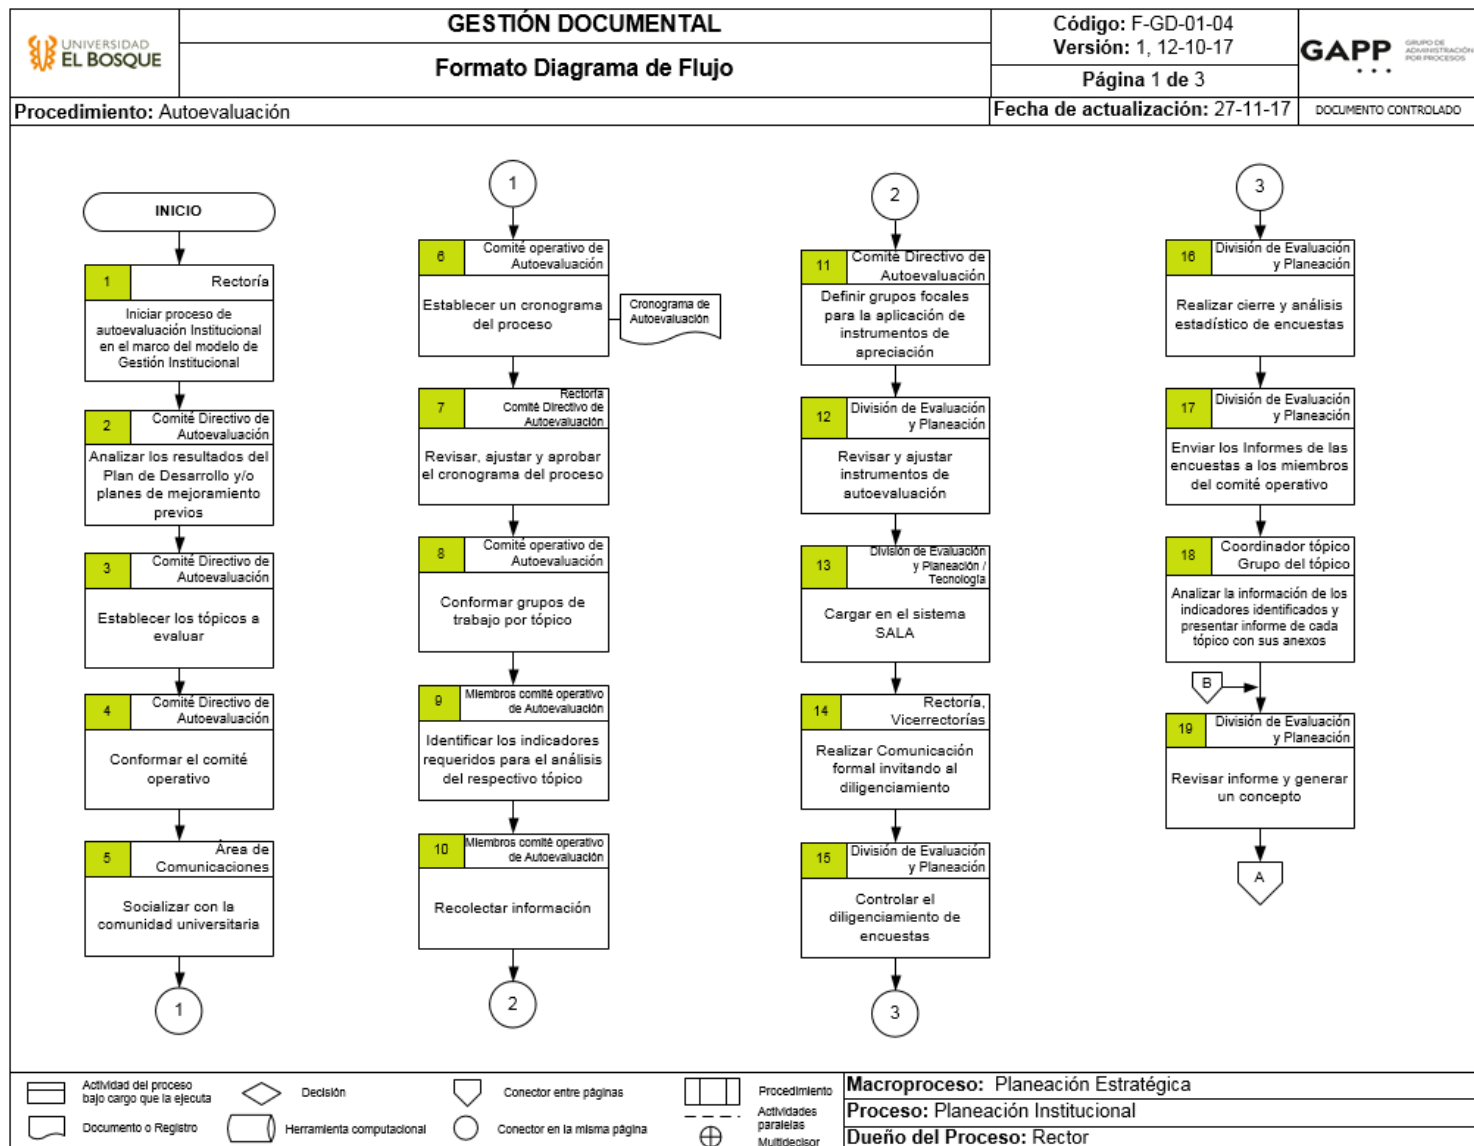 UNIVERSIDAD
EL BOSQUE
GESTIÓN DOCUMENTAL
Formato Diagrama de Flujo
Código: F-GD-01-04
Versión: 1, 12-10-17
Página 1 de 3
GAPP
GRUPO DE
ADMINISTRACIÓN
POR PROCESOS
Procedimiento: Autoevaluación
Fecha de actualización: 27-11-17
DOCUMENTO CONTROLADO
INICIO
1
Rectoría
Iniciar proceso de
autoevaluación Institucional
en el marco del modelo de
Gestión Institucional
2
Comité Directivo de
Autoevaluación
Analizar los resultados del
Plan de Desarrollo y/o
planes de mejoramiento
previos
3
Comité Directivo de
Autoevaluación
Establecer los tópicos a
evaluar
4
Comité Directivo de
Autoevaluación
Conformar el comité
operativo
5
Área de
Comunicaciones
Socializar con la
comunidad universitaria
1
1
6
Comité operativo de
Autoevaluación
Establecer un cronograma
del proceso
Cronograma de
Autoevaluación
7
Rectoría
Comité Directivo de
Autoevaluación
Revisar, ajustar y aprobar
el cronograma del proceso
8
Comité operativo de
Autoevaluación
Conformar grupos de
trabajo por tópico
9
Miembros comité operativo
de Autoevaluación
Identificar los indicadores
requeridos para el análisis
del respectivo tópico
10
Miembros comité operativo
de Autoevaluación
Recolectar información
2
2
11
Comité Directivo de
Autoevaluación
Definir grupos focales
para la aplicación de
instrumentos de
apreciación
12
División de Evaluación
y Planeación
Revisar y ajustar
instrumentos de
autoevaluación
13
División de Evaluación
y Planeación /
Tecnología
Cargar en el sistema
SALA
14
Rectoría,
Vicerrectorías
Realizar Comunicación
formal invitando al
diligenciamiento
15
División de Evaluación
y Planeación
Controlar el
diligenciamiento de
encuestas
3
3
16
División de Evaluación
y Planeación
Realizar cierre y análisis
estadístico de encuestas
17
División de Evaluación
y Planeación
Enviar los Informes de las
encuestas a los miembros
del comité operativo
18
Coordinador tópico
Grupo del tópico
Analizar la información de los
indicadores identificados y
presentar informe de cada
tópico con sus anexos
B
19
División de Evaluación
y Planeación
Revisar informe y generar
un concepto
A
Actividad del proceso
bajo cargo que la ejecuta
Decisión
Conector entre páginas
Procedimiento
Documento o Registro
Herramienta computacional
Conector en la misma página
Actividades
paralelas
Multidecisor
Macroproceso: Planeación Estratégica
Proceso: Planeación Institucional
Dueño del Proceso: Rector